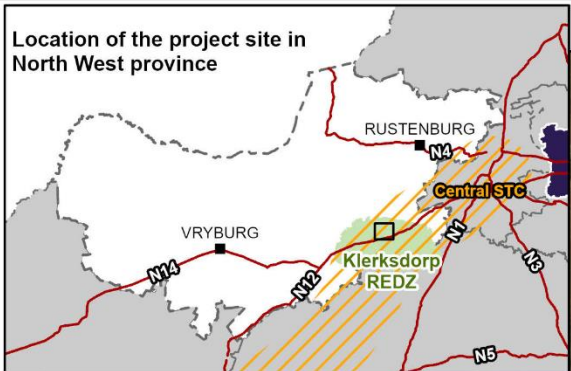 Location of the project site in
North West province
RUSTENBURG
N4
Central STC
VRYBURG
N1
Klerksdorp
REDZ
N14
N12
N3
N5